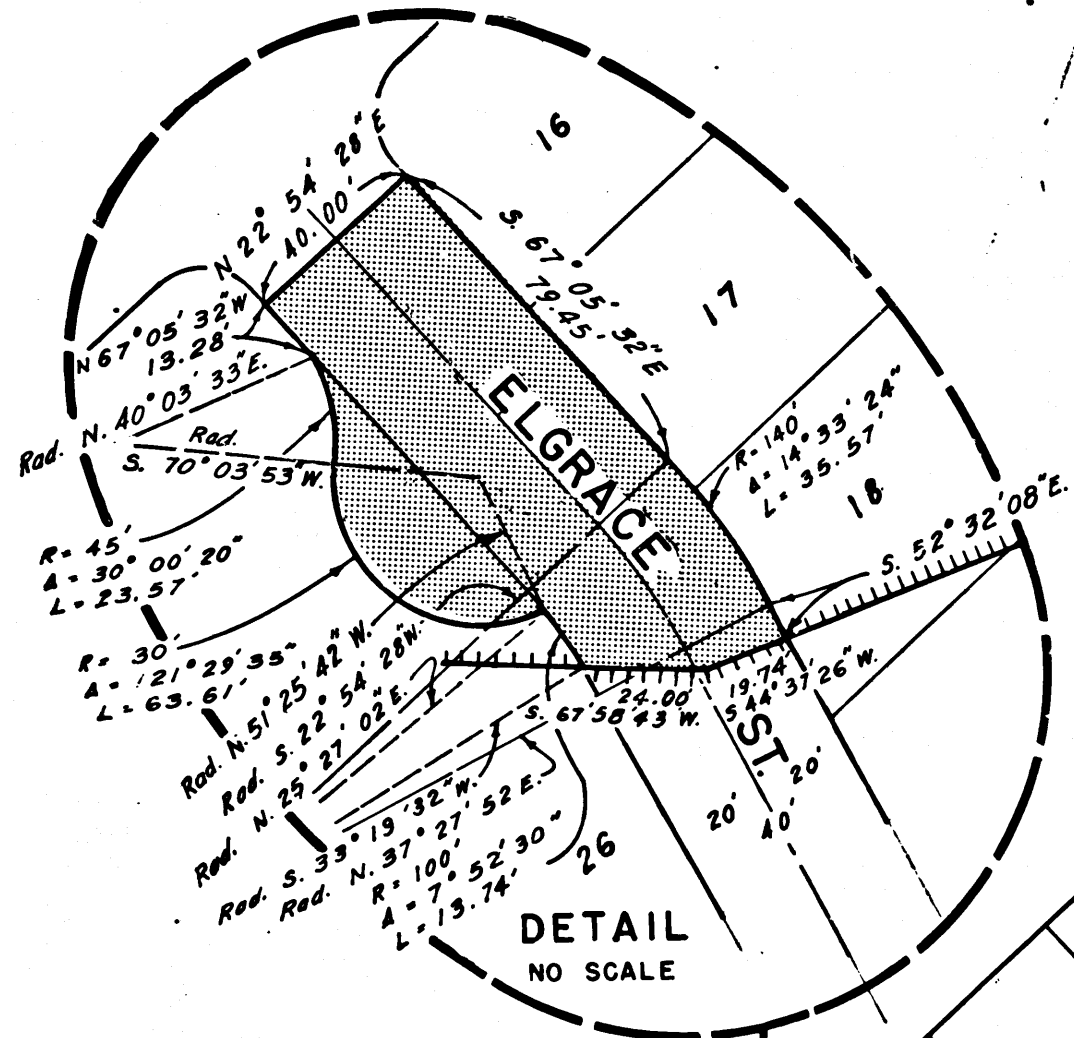 16
N 22° 54' 28" E
40.00'
S. 67° 05' 32" E
79.45'
17
N 67° 05' 32" W
13.28'
Rad. N. 40° 03' 33" E.
Rad.
S. 70° 03' 53" W.
ELGRACE ST.
R = 140'
Δ = 14° 33' 24"
L = 35.57'
18
S. 52° 32' 08" E.
R = 45'
Δ = 30° 00' 20"
L = 23.57'
R = 30'
Δ = 121° 29' 35"
L = 63.61'
Rad. N. 51° 25' 42" W.
Rad. S. 22° 54' 28" W.
Rad. N. 25° 27' 02" E.
Rad. S. 33° 19' 32" W.
Rad. N. 37° 27' 52 E.
R = 100'
Δ = 7° 52' 30"
L = 13.74'
24.00'
S. 67° 58' 43" W.
19.74'
S 44° 37' 26" W.
20'
20'
40'
26
DETAIL
NO SCALE